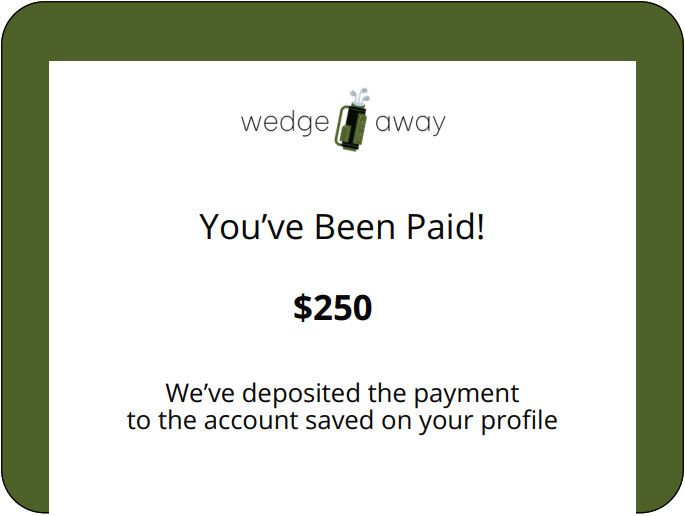 wedge away
You’ve Been Paid!
$250
We’ve deposited the payment
to the account saved on your profile